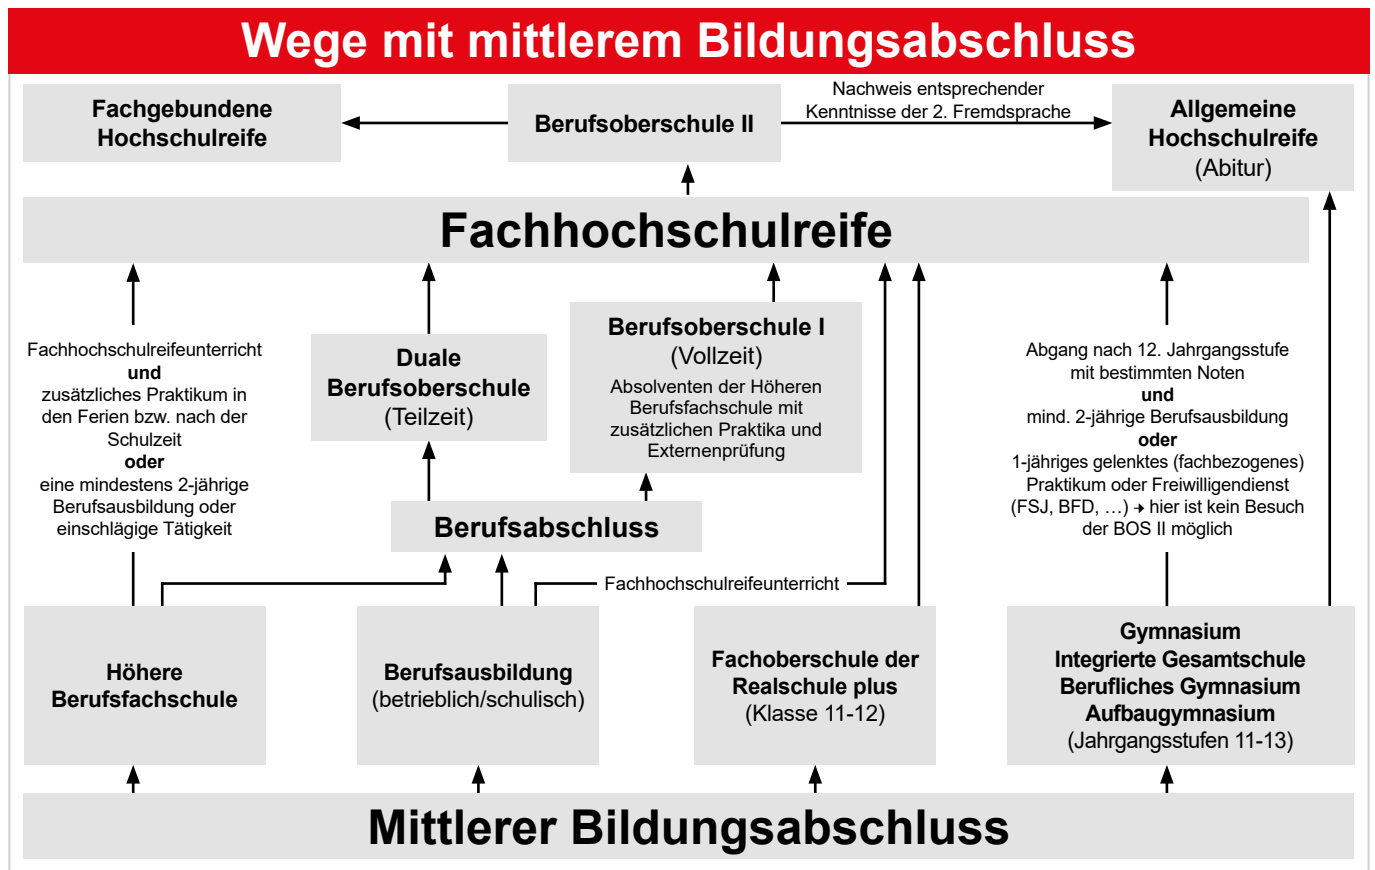 Wege mit mittlerem Bildungsabschluss
Fachgebundene
Hochschulreife
Berufsoberschule II
Nachweis entsprechender
Kenntnisse der 2. Fremdsprache
Allgemeine
Hochschulreife
(Abitur)
Fachhochschulreife
Fachhochschulreifeunterricht
und
zusätzliches Praktikum in
den Ferien bzw. nach der
Schulzeit
oder
eine mindestens 2-jährige
Berufsausbildung oder
einschlägige Tätigkeit
Duale
Berufsoberschule
(Teilzeit)
Berufsoberschule I
(Vollzeit)
Absolventen der Höheren
Berufsfachschule mit
zusätzlichen Praktika und
Externenprüfung
Abgang nach 12. Jahrgangsstufe
mit bestimmten Noten
und
mind. 2-jährige Berufsausbildung
oder
1-jähriges gelenktes (fachbezogenes)
Praktikum oder Freiwilligendienst
(FSJ, BFD, …) ➔ hier ist kein Besuch
der BOS II möglich
Berufsabschluss
Fachhochschulreifeunterricht
Höhere
Berufsfachschule
Berufsausbildung
(betrieblich/schulisch)
Fachoberschule der
Realschule plus
(Klasse 11-12)
Gymnasium
Integrierte Gesamtschule
Berufliches Gymnasium
Aufbaugymnasium
(Jahrgangsstufen 11-13)
Mittlerer Bildungsabschluss